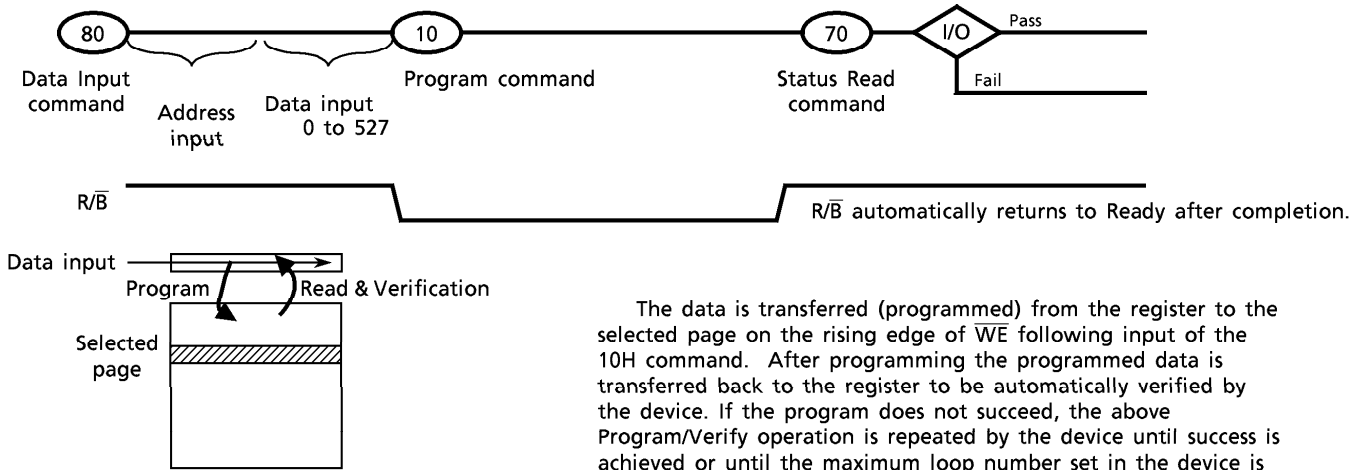 80
10
70
I/O
Pass
Fail
Data Input
command
Address
input
Data input
0 to 527
Program command
Status Read
command
R/B̅
R/B̅ automatically returns to Ready after completion.
Data input
Program
Read & Verification
Selected
page
The data is transferred (programmed) from the register to the
selected page on the rising edge of W̅E̅ following input of the
10H command. After programming the programmed data is
transferred back to the register to be automatically verified by
the device. If the program does not succeed, the above
Program/Verify operation is repeated by the device until success is
achieved or until the maximum loop number set in the device is